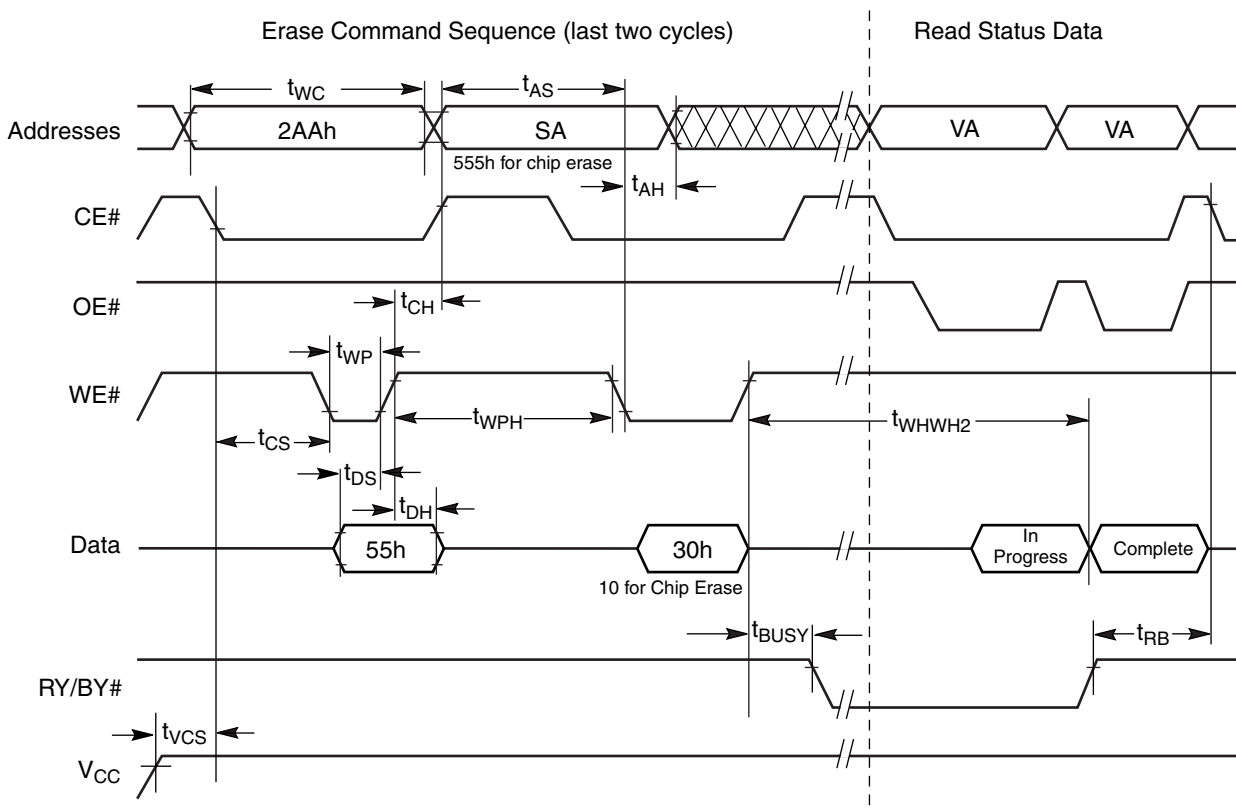 Erase Command Sequence (last two cycles)
Read Status Data
tWC
tAS
Addresses
2AAh
SA
VA
VA
555h for chip erase
tAH
CE#
OE#
tCH
tWP
WE#
tWPH
tWHWH2
tCS
tDS
tDH
Data
55h
30h
In
Progress
Complete
10 for Chip Erase
tBUSY
tRB
RY/BY#
tVCS
VCC